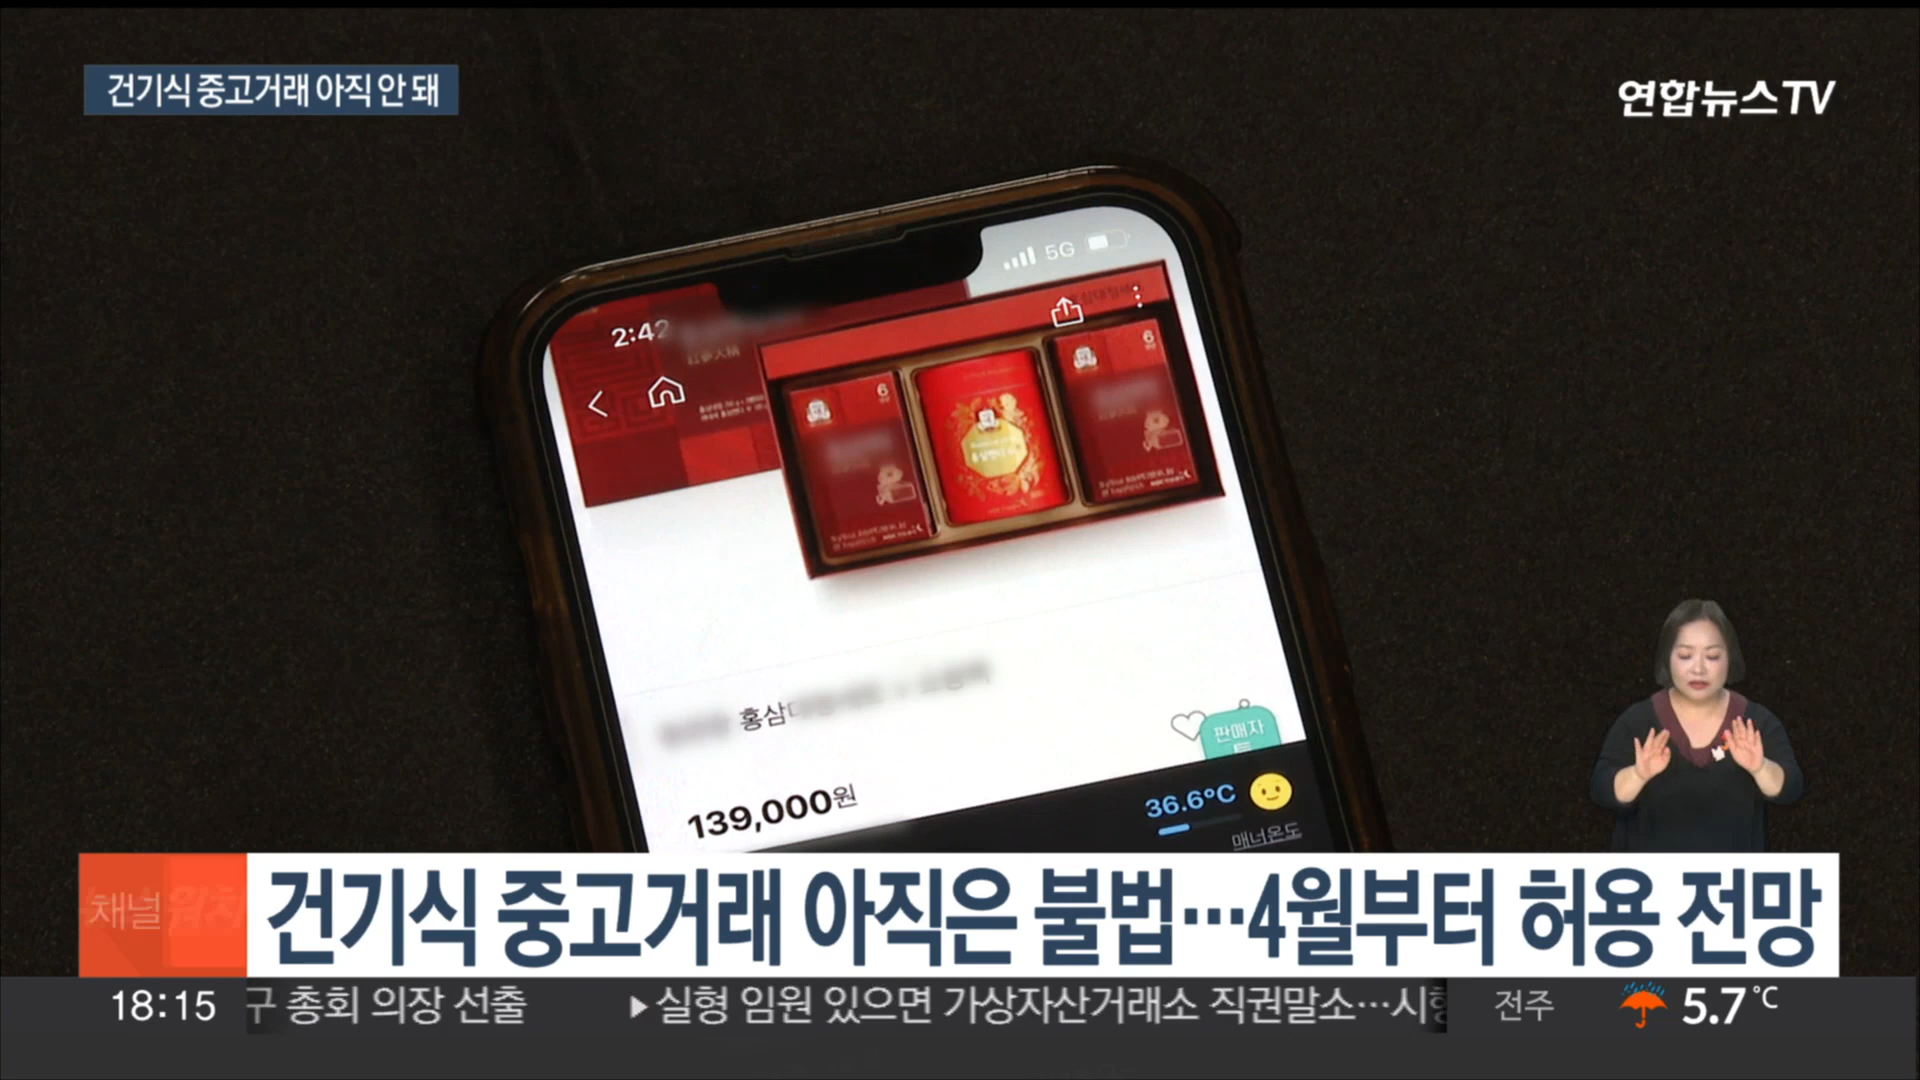 건기식 중고거래 아직 안 돼
연합뉴스TV
5G
2:42
6
6
홍삼
판매자
139,000원
36.6°C
매너온도
채널 워치
건기식 중고거래 아직은 불법…4월부터 허용 전망
18:15
구 총회 의장 선출 ▶실형 임원 있으면 가상자산거래소 직권말소…시행
전주
5.7℃